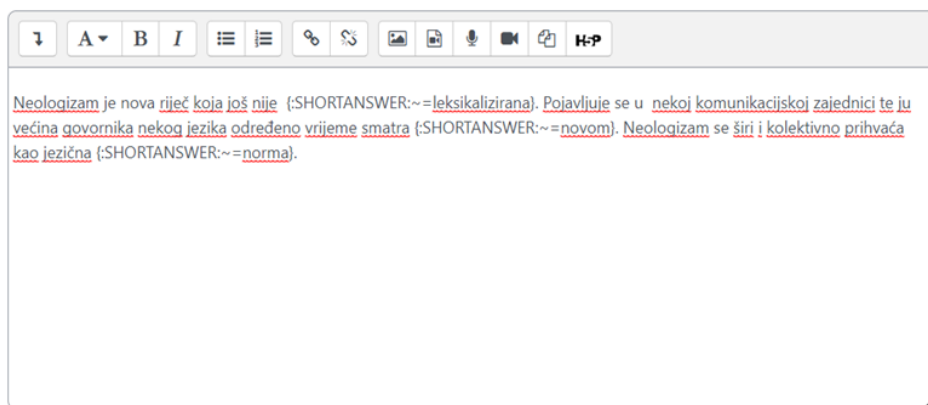 A B I H-P
Neologizam je nova riječ koja još nije  {:SHORTANSWER:~=leksikalizirana}. Pojavljuje se u  nekoj komunikacijskoj zajednici te ju
većina govornika nekog jezika određeno vrijeme smatra {:SHORTANSWER:~=novom}. Neologizam se širi i kolektivno prihvaća
kao jezična {:SHORTANSWER:~=norma}.